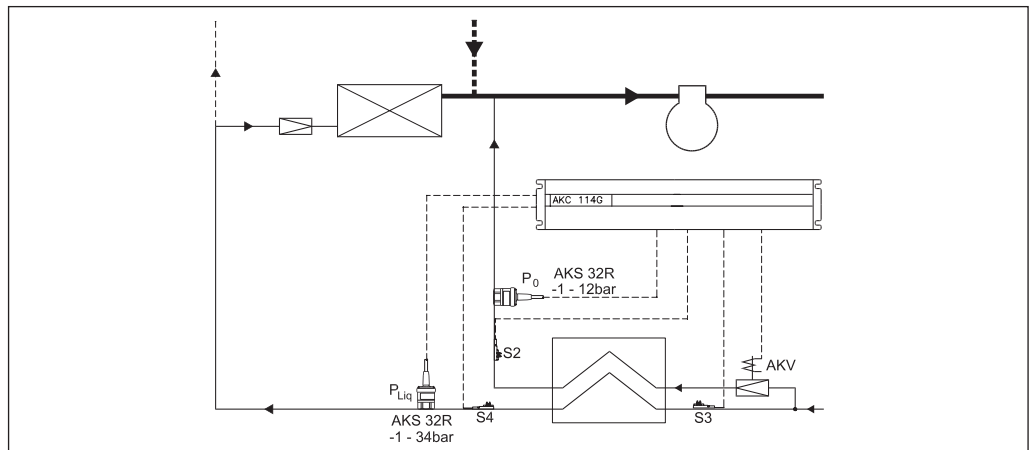 AKC 114G
P0
AKS 32R
-1 - 12bar
S2
AKV
PLiq
AKS 32R
-1 - 34bar
S4
S3